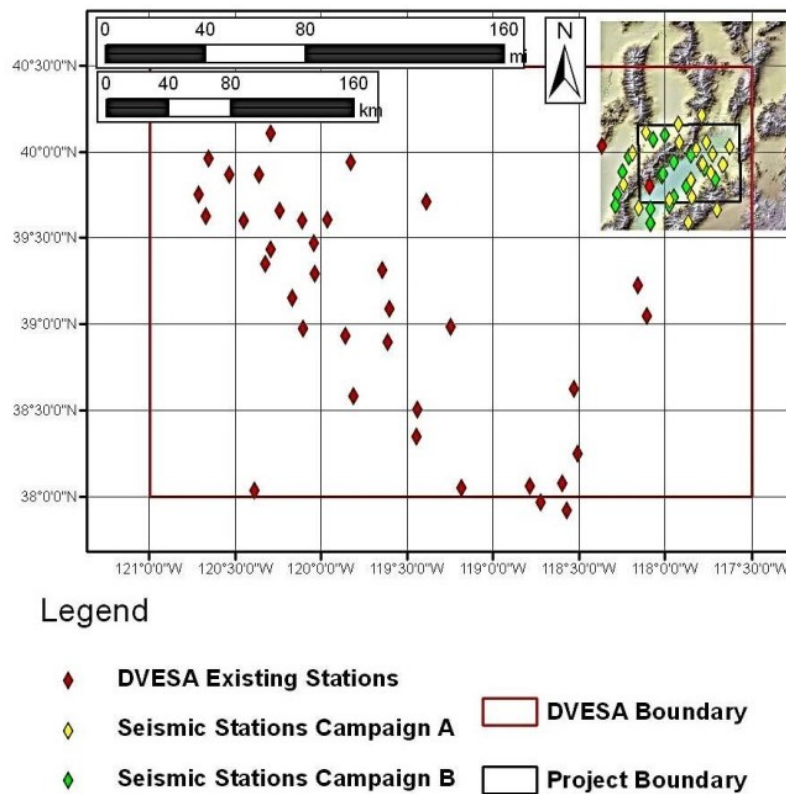 0 40 80 160
mi
0 40 80 160
km
N
40°30'0"N
40°0'0"N
39°30'0"N
39°0'0"N
38°30'0"N
38°0'0"N
121°0'0"W 120°30'0"W 120°0'0"W 119°30'0"W 119°0'0"W 118°30'0"W 118°0'0"W 117°30'0"W
Legend
DVESA Existing Stations
DVESA Boundary
Seismic Stations Campaign A
Seismic Stations Campaign B
Project Boundary